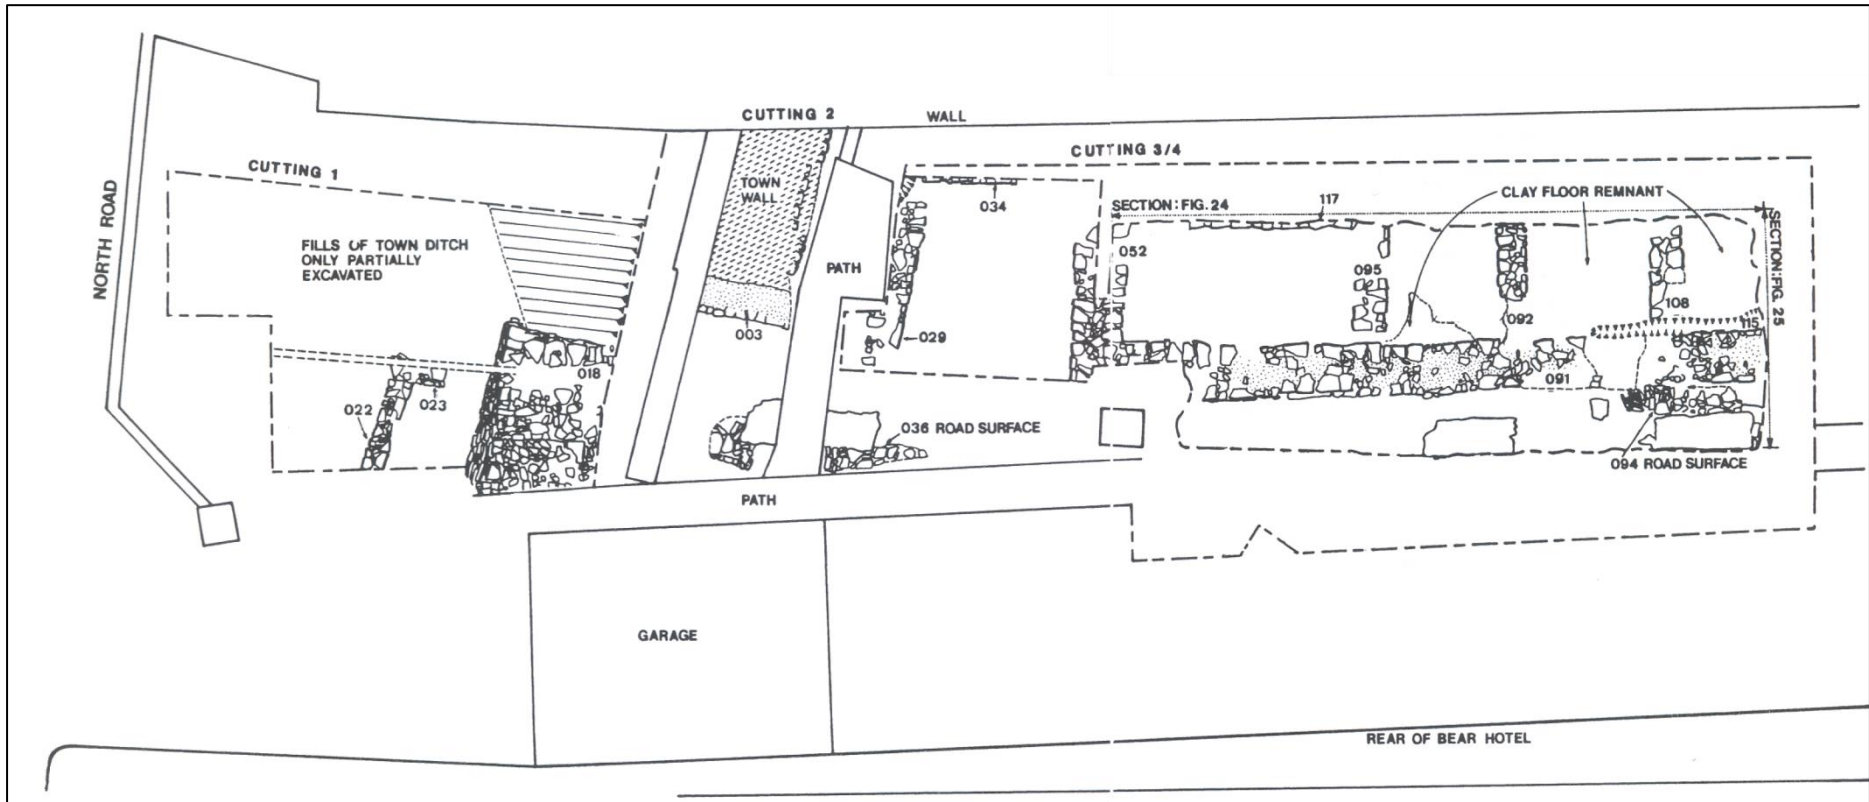 CUTTING 2
WALL
CUTTING 1
CUTTING 3/4
NORTH ROAD
TOWN
WALL
034
SECTION: FIG. 24
117
CLAY FLOOR REMNANT
SECTION: FIG. 25
FILLS OF TOWN DITCH
ONLY PARTIALLY
EXCAVATED
PATH
052
095
108
092
115
003
029
018
022
023
091
036 ROAD SURFACE
094 ROAD SURFACE
PATH
GARAGE
REAR OF BEAR HOTEL